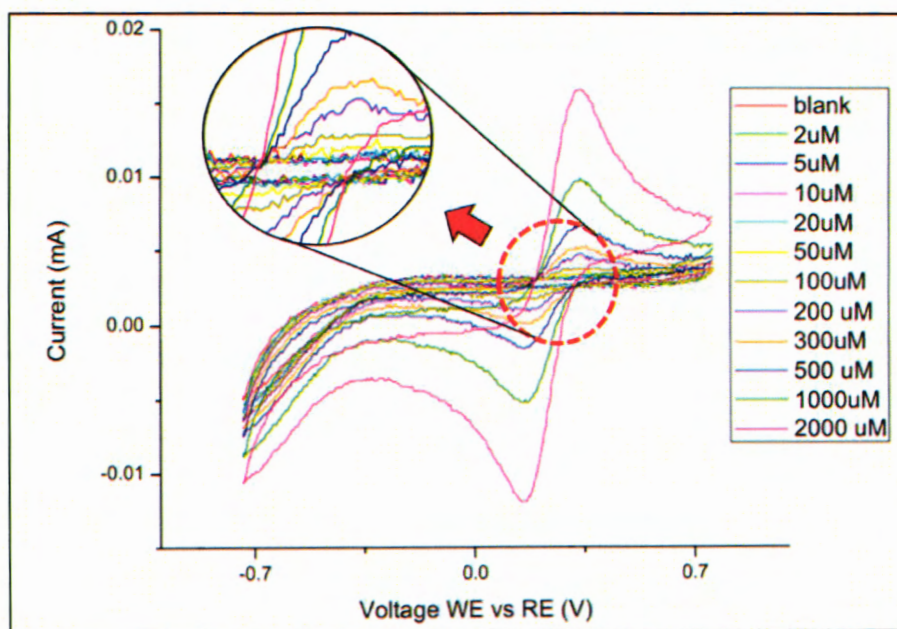 0.02
0.01
0.00
-0.01
Current (mA)
-0.7
0.0
0.7
Voltage WE vs RE (V)
blank
2uM
5uM
10uM
20uM
50uM
100uM
200 uM
300uM
500 uM
1000uM
2000 uM